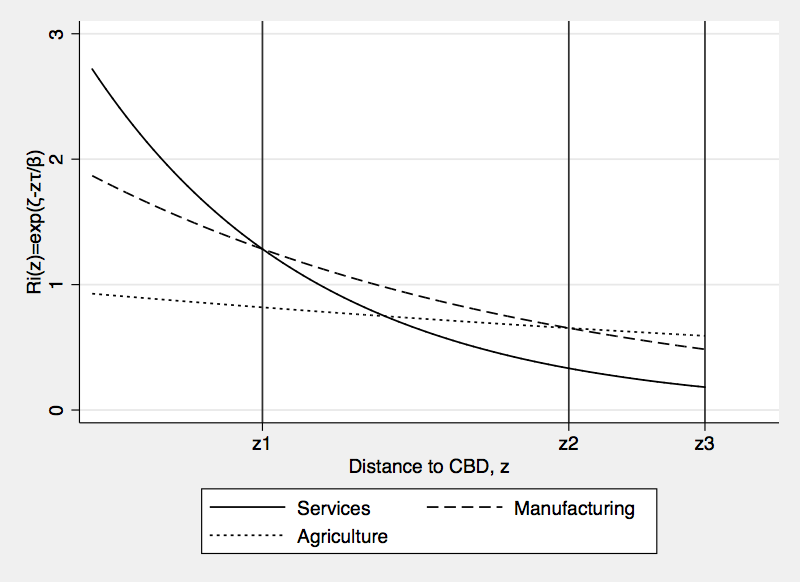 Ri(z)=exp(ζ-zτ/β)
3
2
1
0
z1 z2 z3
Distance to CBD, z
Services Manufacturing
Agriculture